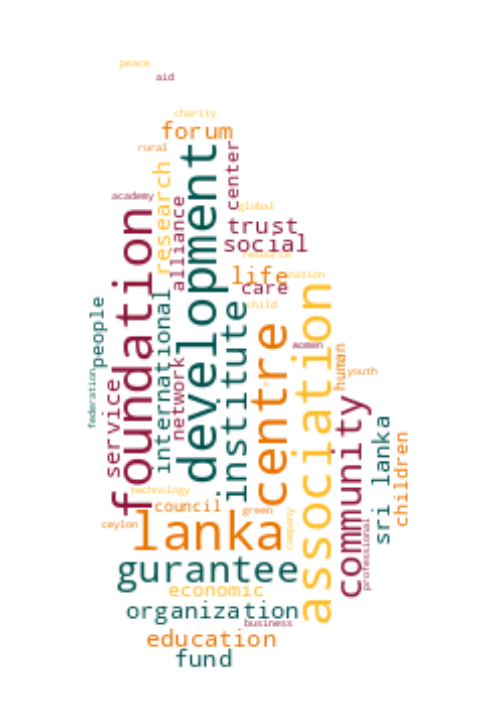 peace
aid
charity
forum
rural
development
center
research
academy
alliance
global
foundation
trust
social
resource
life
nation
care
child
international
people
institute
association
centre
women
human
youth
network
federation
service
community
sri lanka
children
technology
council
green
company
lanka
ceylon
professional
gurantee
economic
organization
business
education
fund